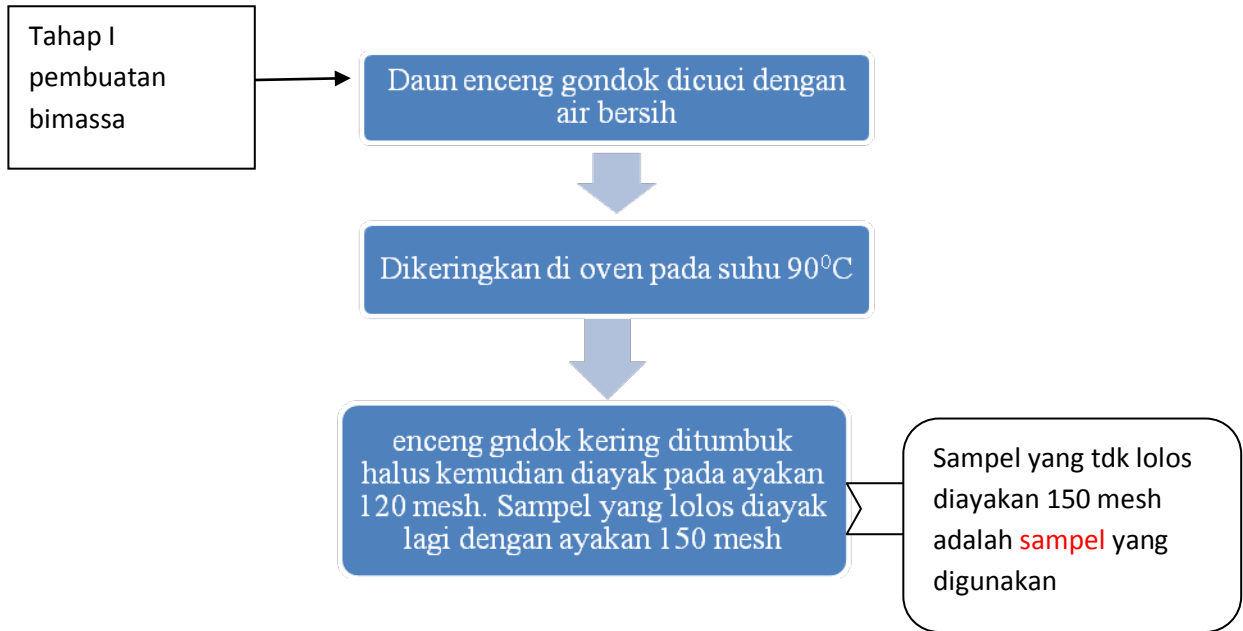 Tahap I
pembuatan
bimassa
Daun enceng gondok dicuci dengan
air bersih
Dikeringkan di oven pada suhu 90⁰C
enceng gndok kering ditumbuk
halus kemudian diayak pada ayakan
120 mesh. Sampel yang lolos diayak
lagi dengan ayakan 150 mesh
Sampel yang tdk lolos
diayakan 150 mesh
adalah sampel yang
digunakan